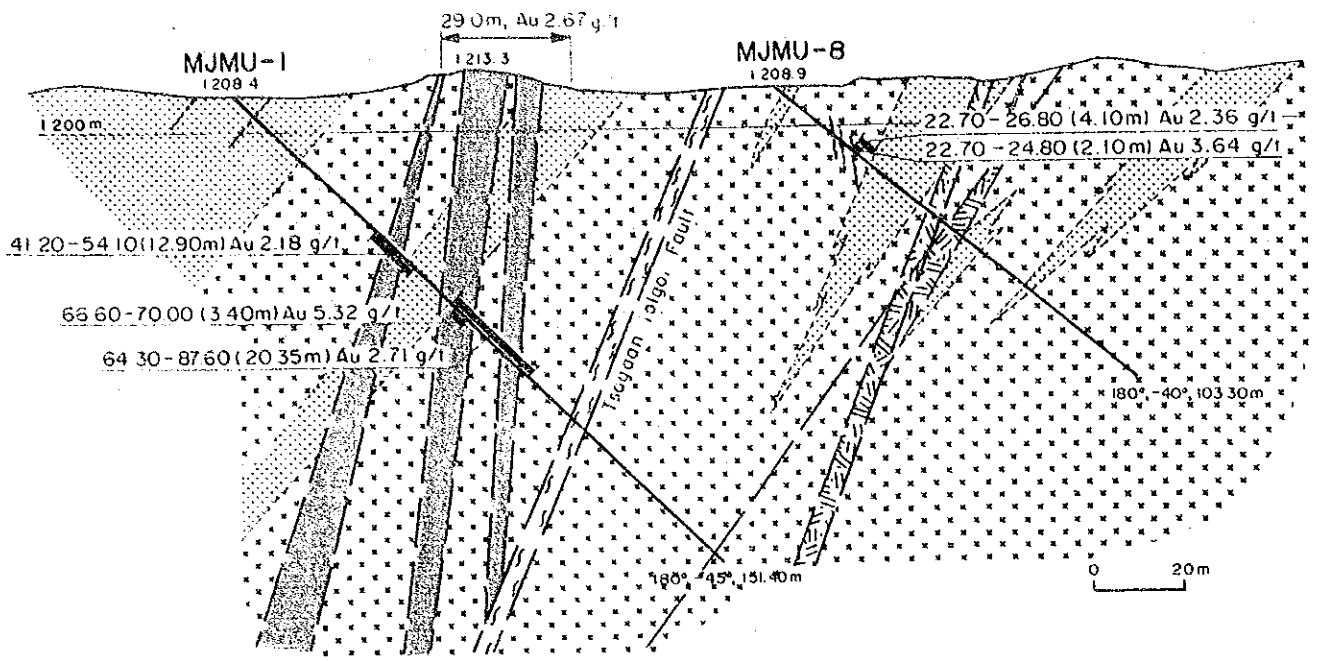 29.0m, Au 2.67 g/t
MJMU-1
1208.4
1213.3
MJMU-8
1208.9
1200m
22.70-26.80 (4.10m) Au 2.36 g/t
22.70-24.80 (2.10m) Au 3.64 g/t
41.20-54.10(12.90m) Au 2.18 g/t
66.60-70.00 (3.40m) Au 5.32 g/t
64.30-87.60 (20.35m) Au 2.71 g/t
Tsagaan Tolgoi Fault
180°, -40°, 103.30m
180°, -45°, 151.40m
0 20m